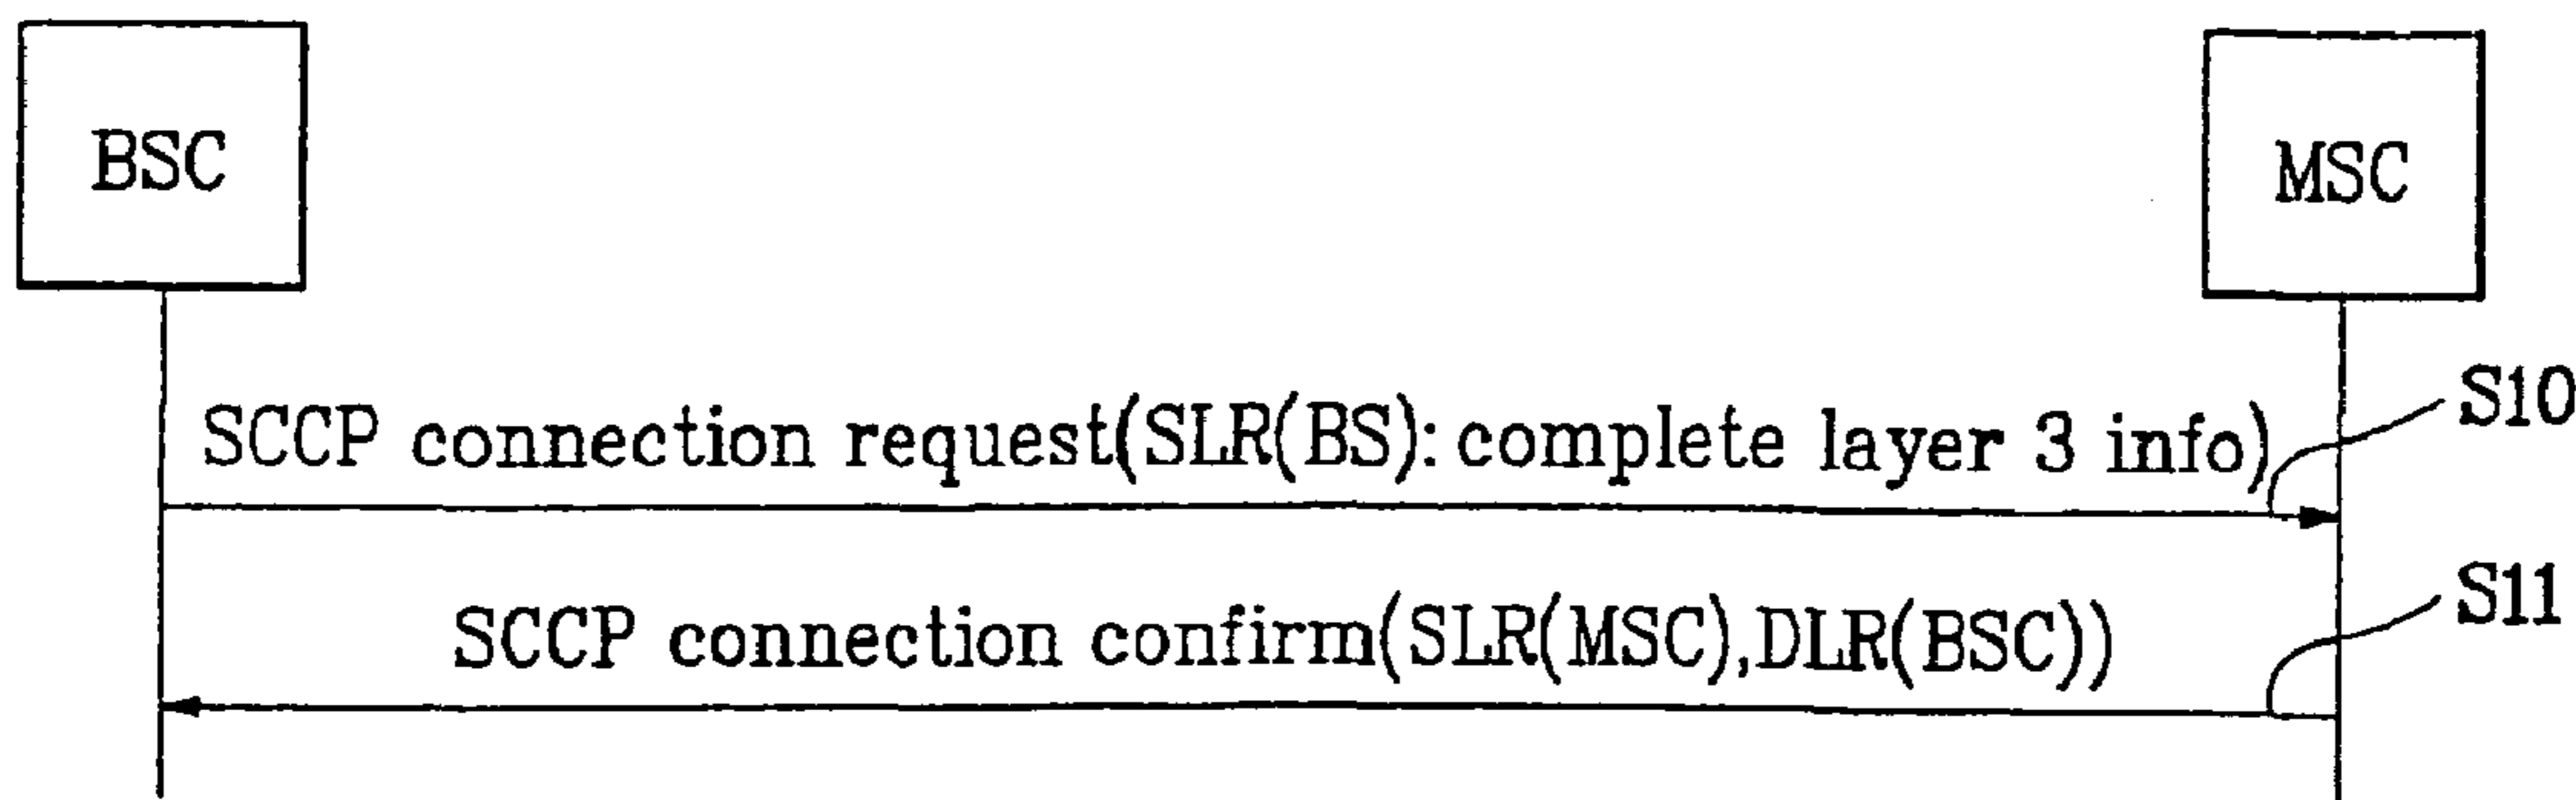 BSC
MSC
SCCP connection request(SLR(BS): complete layer 3 info)
S10
SCCP connection confirm(SLR(MSC),DLR(BSC))
S11